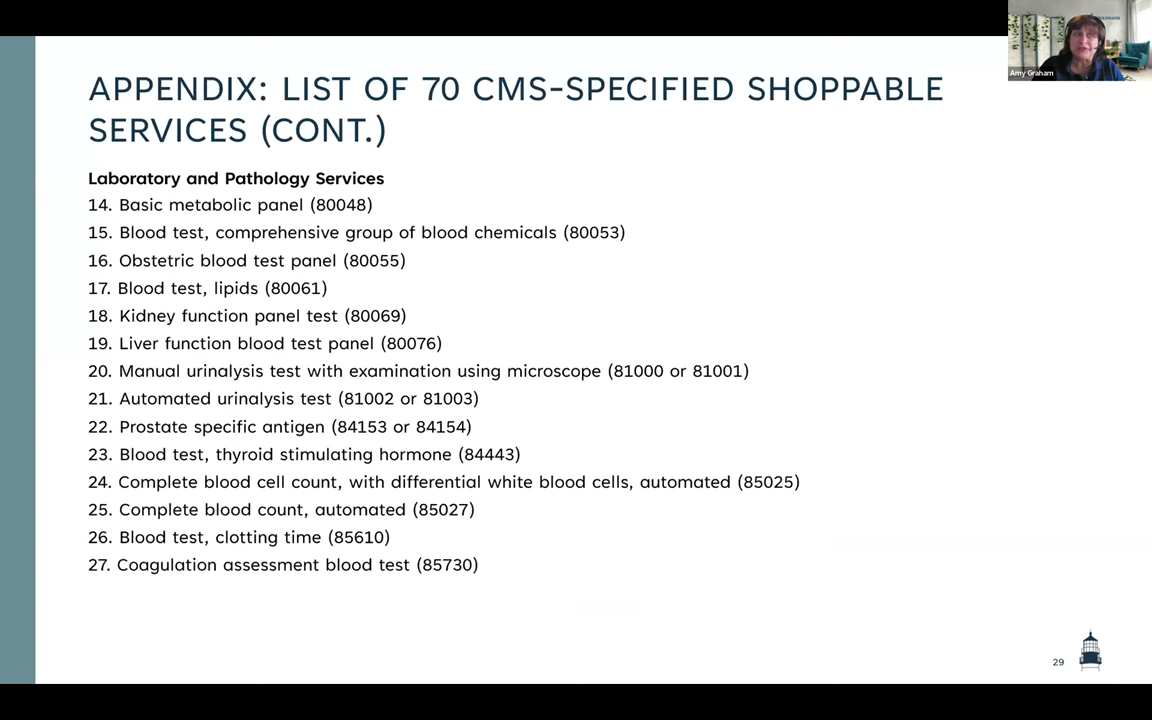 Amy Graham
APPENDIX: LIST OF 70 CMS-SPECIFIED SHOPPABLE
SERVICES (CONT.)
Laboratory and Pathology Services
14. Basic metabolic panel (80048)
15. Blood test, comprehensive group of blood chemicals (80053)
16. Obstetric blood test panel (80055)
17. Blood test, lipids (80061)
18. Kidney function panel test (80069)
19. Liver function blood test panel (80076)
20. Manual urinalysis test with examination using microscope (81000 or 81001)
21. Automated urinalysis test (81002 or 81003)
22. Prostate specific antigen (84153 or 84154)
23. Blood test, thyroid stimulating hormone (84443)
24. Complete blood cell count, with differential white blood cells, automated (85025)
25. Complete blood count, automated (85027)
26. Blood test, clotting time (85610)
27. Coagulation assessment blood test (85730)
29